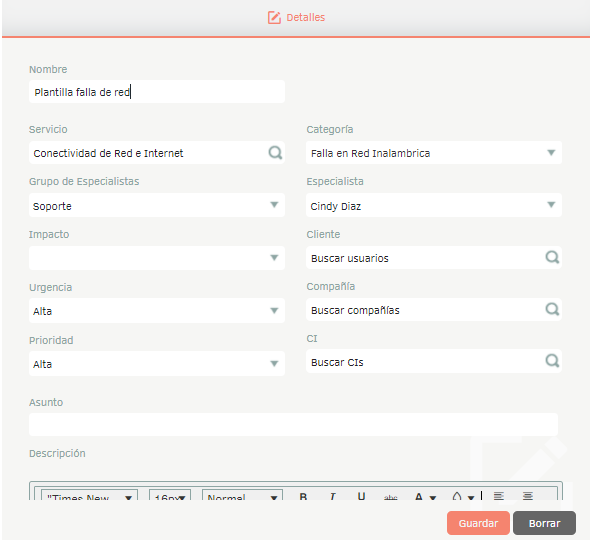 Detalles
Nombre
Plantilla falla de red
Servicio
Categoría
Conectividad de Red e Internet
Falla en Red Inalambrica
Grupo de Especialistas
Especialista
Soporte
Cindy Diaz
Impacto
Cliente
Buscar usuarios
Urgencia
Compañía
Alta
Buscar compañías
Prioridad
CI
Alta
Buscar CIs
Asunto
Descripción
"Times New
16px
Normal
B I U abc A
Guardar
Borrar